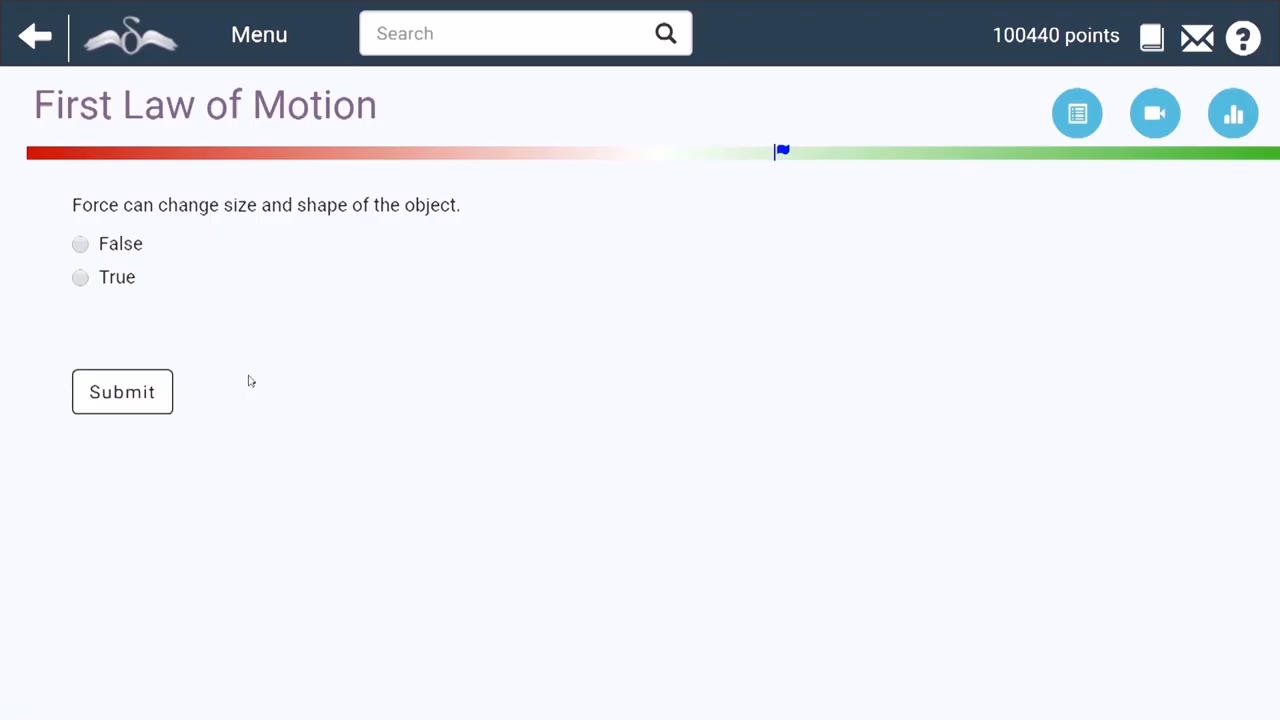 Menu
Search
100440 points
?
First Law of Motion
Force can change size and shape of the object.
False
True
Submit